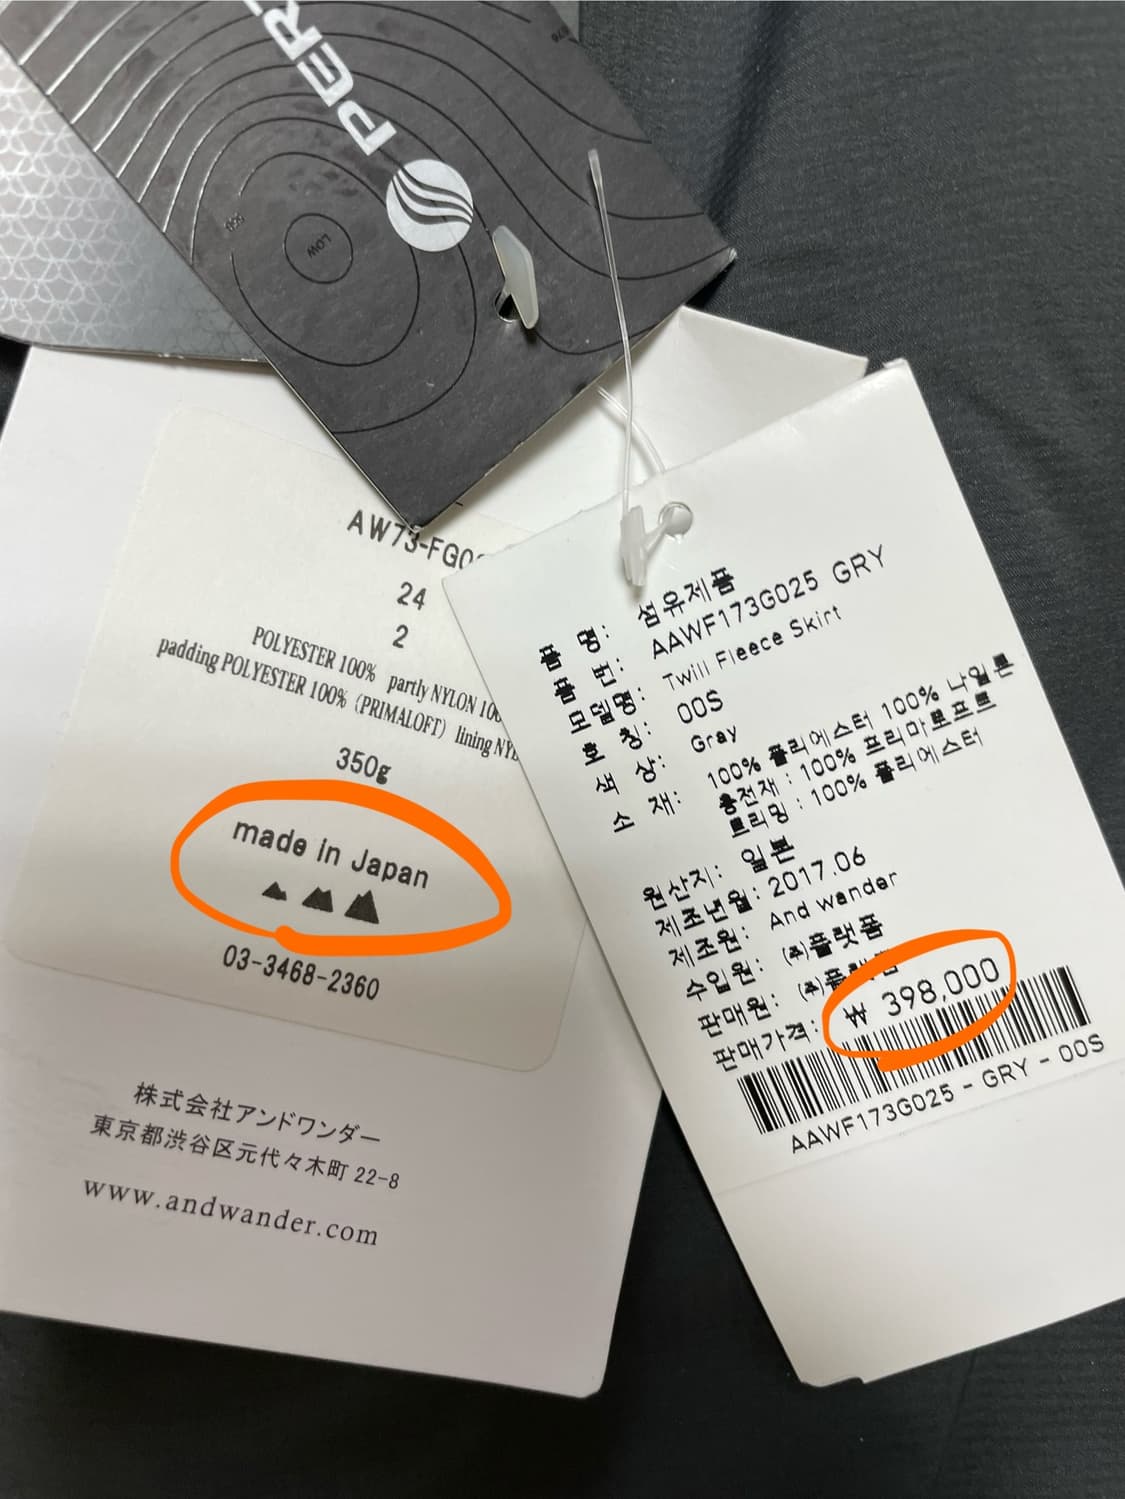 LOW
AW73-FG0
24
2
POLYESTER 100% partly NYLON 100
padding POLYESTER 100%（PRIMALOFT）lining NY
350g
made in Japan
03-3468-2360
株式会社アンドワンダー
東京都渋谷区元代々木町 22-8
www.andwander.com
품 명: 섬유제품
품 번: AAWF173G025 GRY
모델명: Twill Fleece Skirt
호 칭: 00S
색 상: Gray
소 재: 100% 폴리에스터 100% 나일론
충전재 : 100% 프리마로프트
트리밍 : 100% 폴리에스터
원산지: 일본
제조년월: 2017.06
제조원: And wander
수입원: (주)플랫폼
판매원: (주)플랫폼
판매가격: ₩ 398,000
AAWF173G025 - GRY - 00S